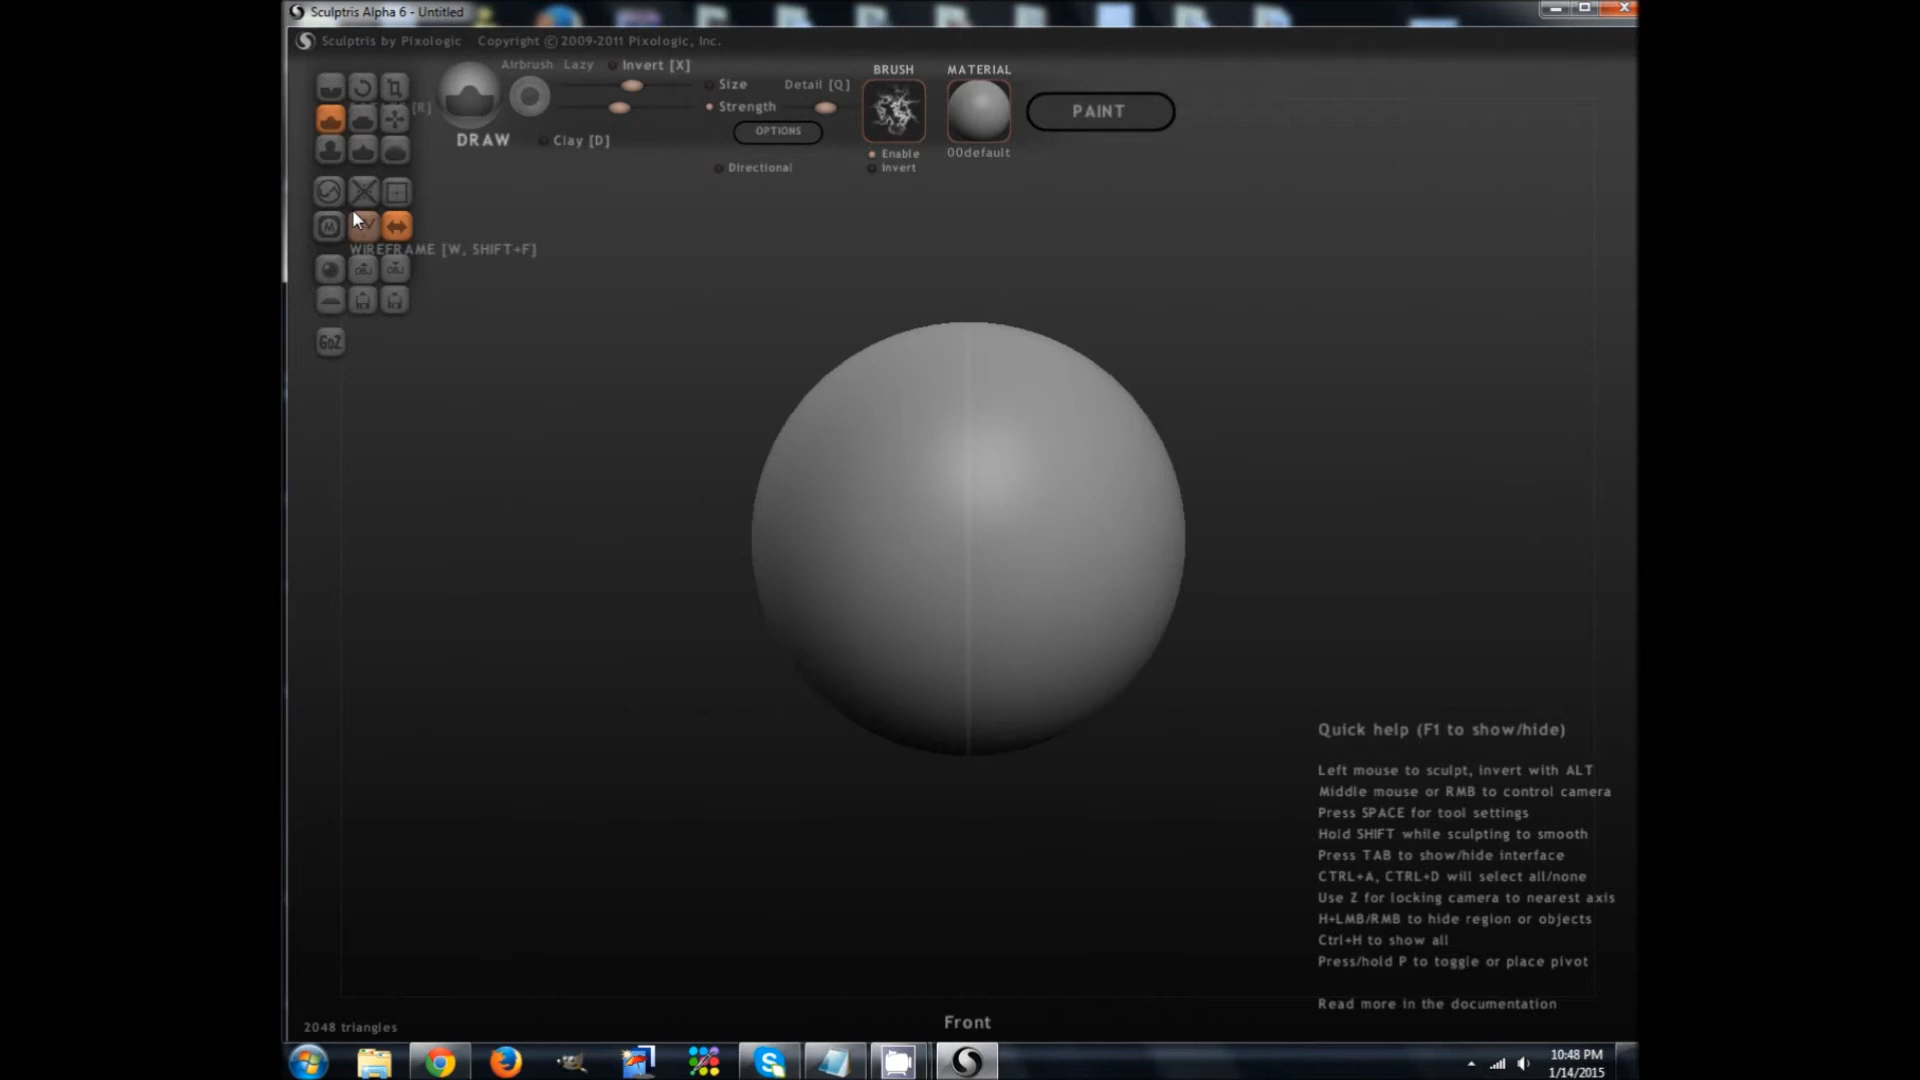 Sculptris Alpha 6 - Untitled
Sculptris by Pixologic Copyright © 2009-2011 Pixologic, Inc.
Airbrush Lazy Invert [X]
BRUSH MATERIAL
Size Detail [Q]
[R]
Strength
PAINT
OPTIONS
DRAW Clay [D]
Enable 00default
Directional Invert
M
WIREFRAME [W, SHIFT+F]
OBJ OBJ
GoZ
Quick help (F1 to show/hide)
Left mouse to sculpt, invert with ALT
Middle mouse or RMB to control camera
Press SPACE for tool settings
Hold SHIFT while sculpting to smooth
Press TAB to show/hide interface
CTRL+A, CTRL+D will select all/none
Use Z for locking camera to nearest axis
H+LMB/RMB to hide region or objects
Ctrl+H to show all
Press/hold P to toggle or place pivot
Read more in the documentation
Front
2048 triangles
10:48 PM
1/14/2015